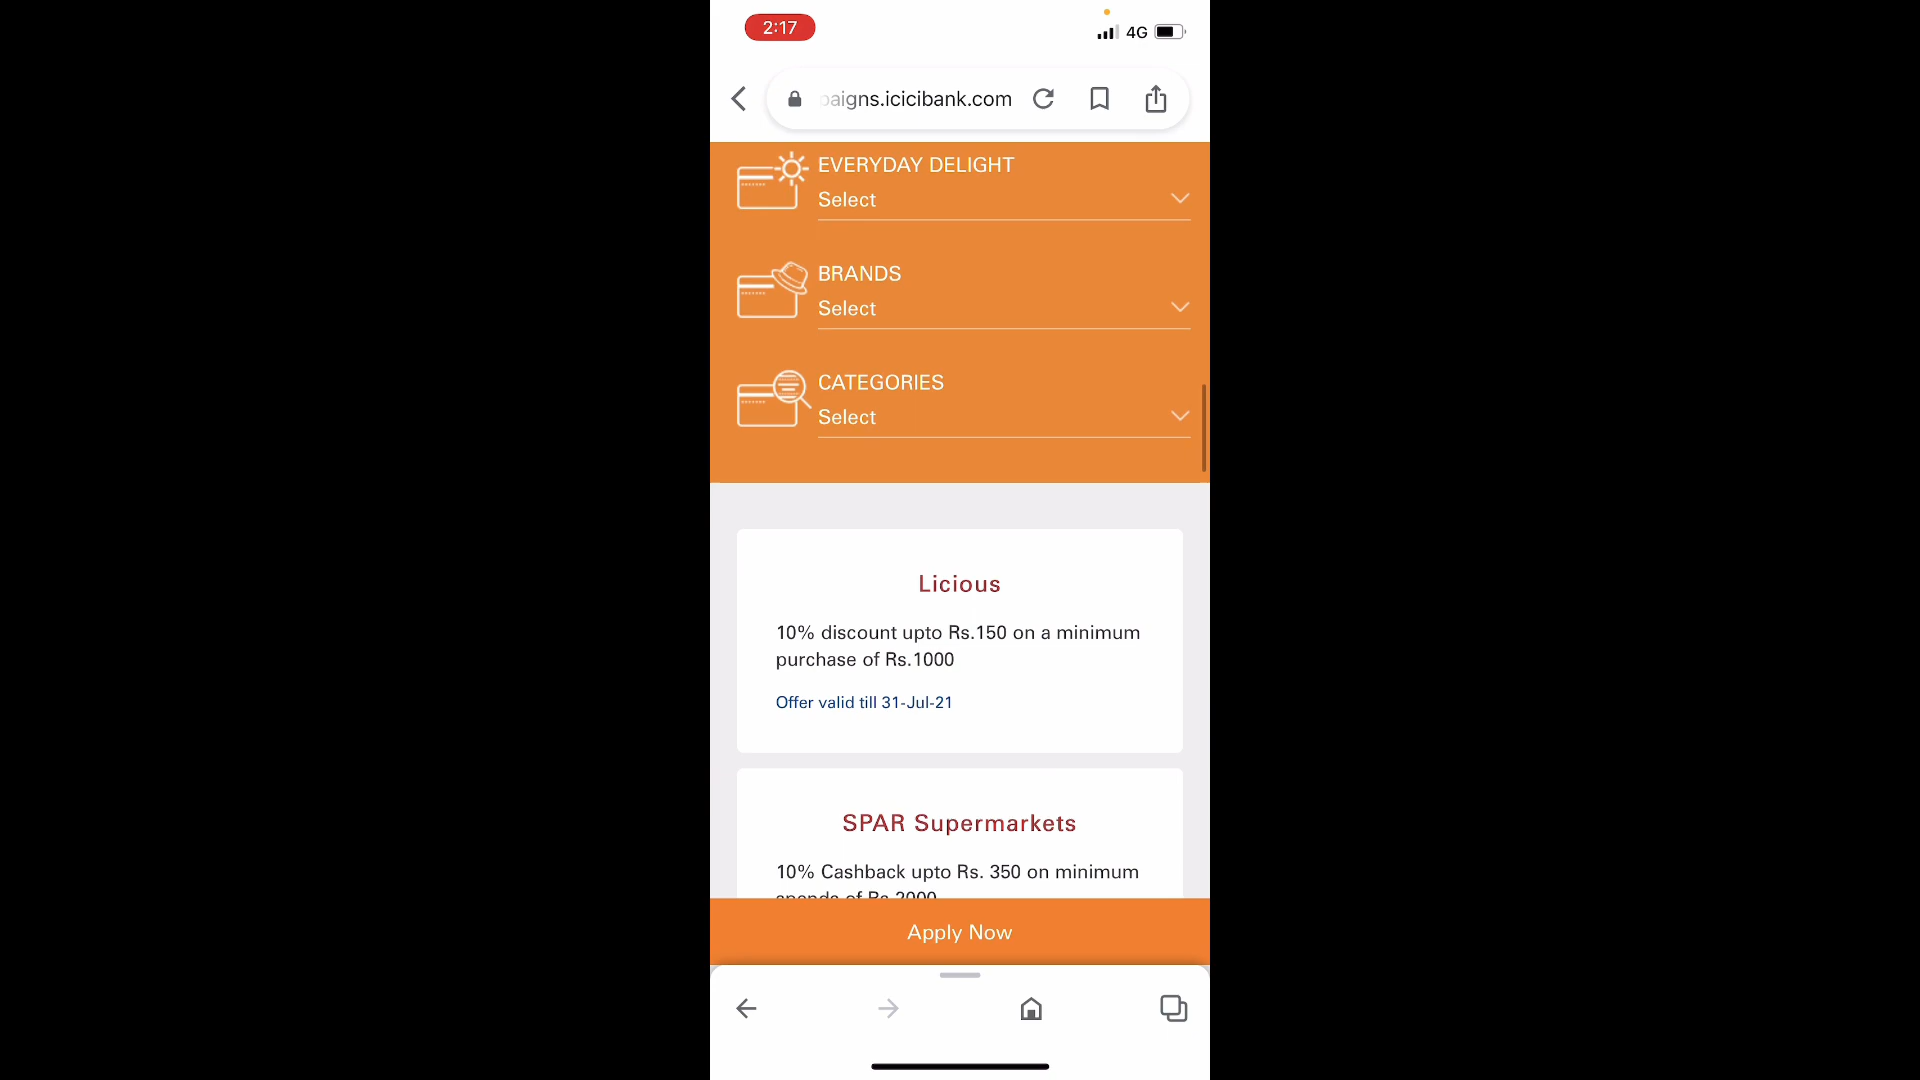 2:17
4G
paigns.icicibank.com
EVERYDAY DELIGHT
Select
BRANDS
Select
CATEGORIES
Select
Licious
10% discount upto Rs.150 on a minimum
purchase of Rs.1000
Offer valid till 31-Jul-21
SPAR Supermarkets
10% Cashback upto Rs. 350 on minimum
spends of Rs.2000
Apply Now